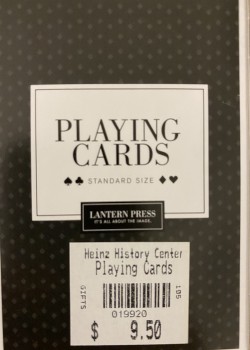 PLAYING
CARDS
♠♣ STANDARD SIZE ♦♥
LANTERN PRESS
IT'S ALL ABOUT THE IMAGE.
Heinz History Center
Playing Cards
GIFTS
LOS
019920
$ 9.50